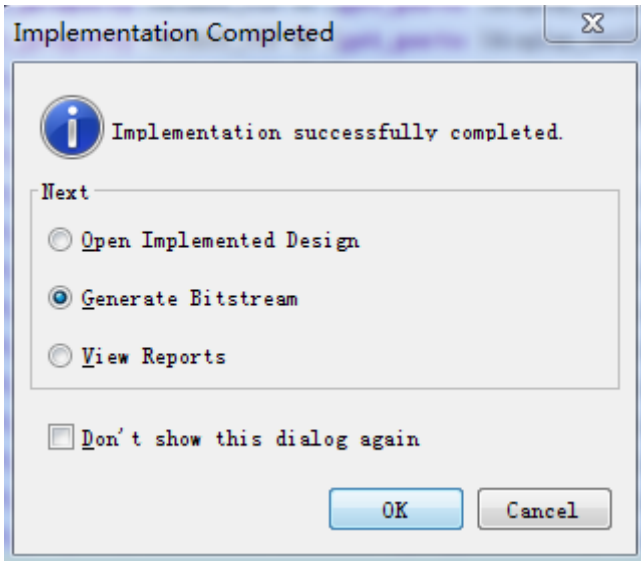 Implementation Completed
Implementation successfully completed.
Next
Open Implemented Design
Generate Bitstream
View Reports
Don't show this dialog again
OK
Cancel